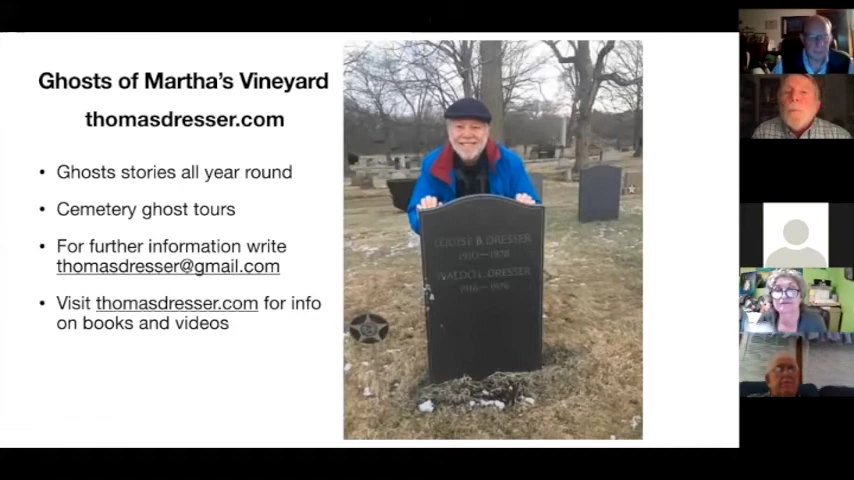 Ghosts of Martha's Vineyard
thomasdresser.com
• Ghosts stories all year round
• Cemetery ghost tours
• For further information write
thomasdresser@gmail.com
• Visit thomasdresser.com for info
on books and videos
LOUISE B. DRESSER
WALDO L. DRESSER